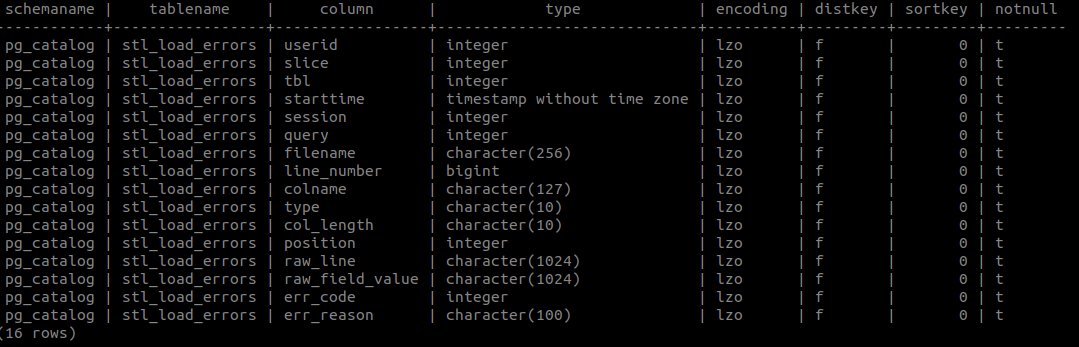 schemaname |    tablename    |     column      |            type             | encoding | distkey | sortkey | notnull
------------+-----------------+-----------------+-----------------------------+----------+---------+---------+---------
 pg_catalog | stl_load_errors | userid          | integer                     | lzo      | f       |       0 | t
 pg_catalog | stl_load_errors | slice           | integer                     | lzo      | f       |       0 | t
 pg_catalog | stl_load_errors | tbl             | integer                     | lzo      | f       |       0 | t
 pg_catalog | stl_load_errors | starttime       | timestamp without time zone | lzo      | f       |       0 | t
 pg_catalog | stl_load_errors | session         | integer                     | lzo      | f       |       0 | t
 pg_catalog | stl_load_errors | query           | integer                     | lzo      | f       |       0 | t
 pg_catalog | stl_load_errors | filename        | character(256)              | lzo      | f       |       0 | t
 pg_catalog | stl_load_errors | line_number     | bigint                      | lzo      | f       |       0 | t
 pg_catalog | stl_load_errors | colname         | character(127)              | lzo      | f       |       0 | t
 pg_catalog | stl_load_errors | type            | character(10)               | lzo      | f       |       0 | t
 pg_catalog | stl_load_errors | col_length      | character(10)               | lzo      | f       |       0 | t
 pg_catalog | stl_load_errors | position        | integer                     | lzo      | f       |       0 | t
 pg_catalog | stl_load_errors | raw_line        | character(1024)             | lzo      | f       |       0 | t
 pg_catalog | stl_load_errors | raw_field_value | character(1024)             | lzo      | f       |       0 | t
 pg_catalog | stl_load_errors | err_code        | integer                     | lzo      | f       |       0 | t
 pg_catalog | stl_load_errors | err_reason      | character(100)              | lzo      | f       |       0 | t
(16 rows)